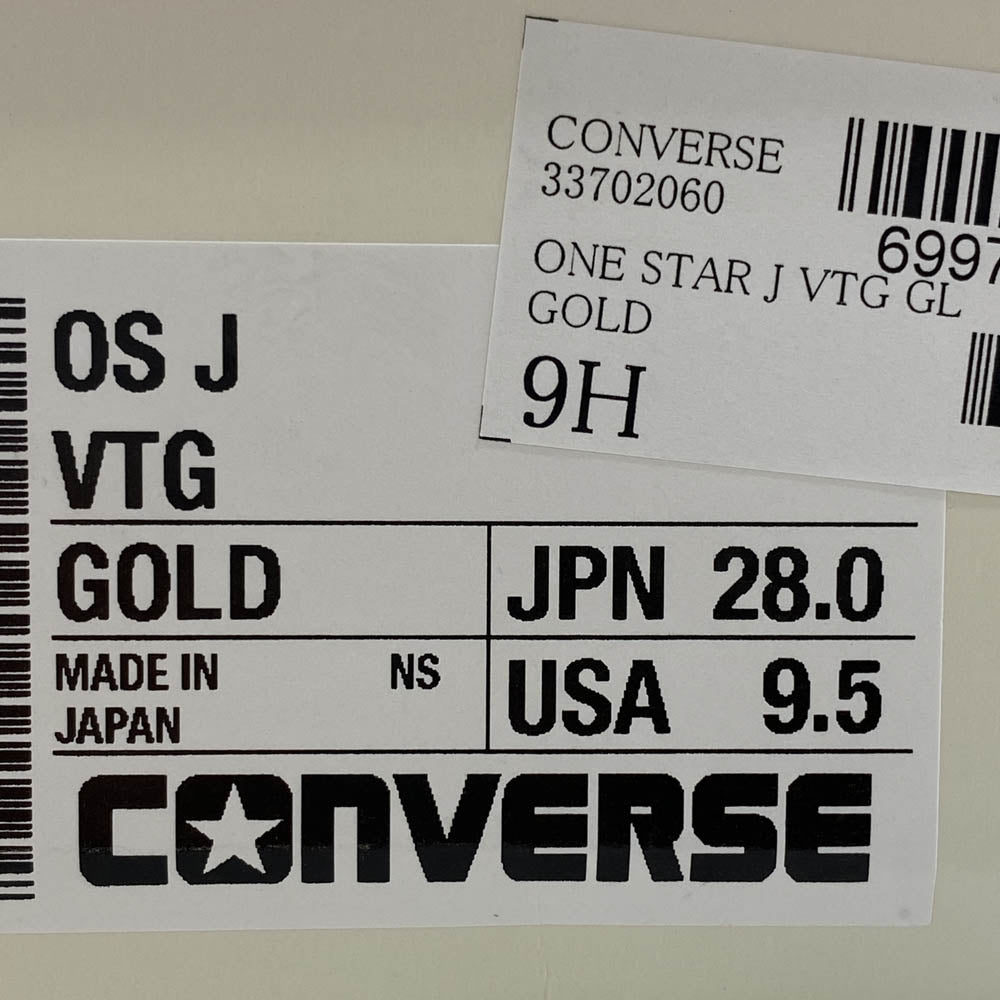 CONVERSE
33702060
6997
ONE STAR J VTG GL
GOLD
9H
OS J
VTG
GOLD
JPN 28.0
MADE IN NS
JAPAN
USA 9.5
CONVERSE